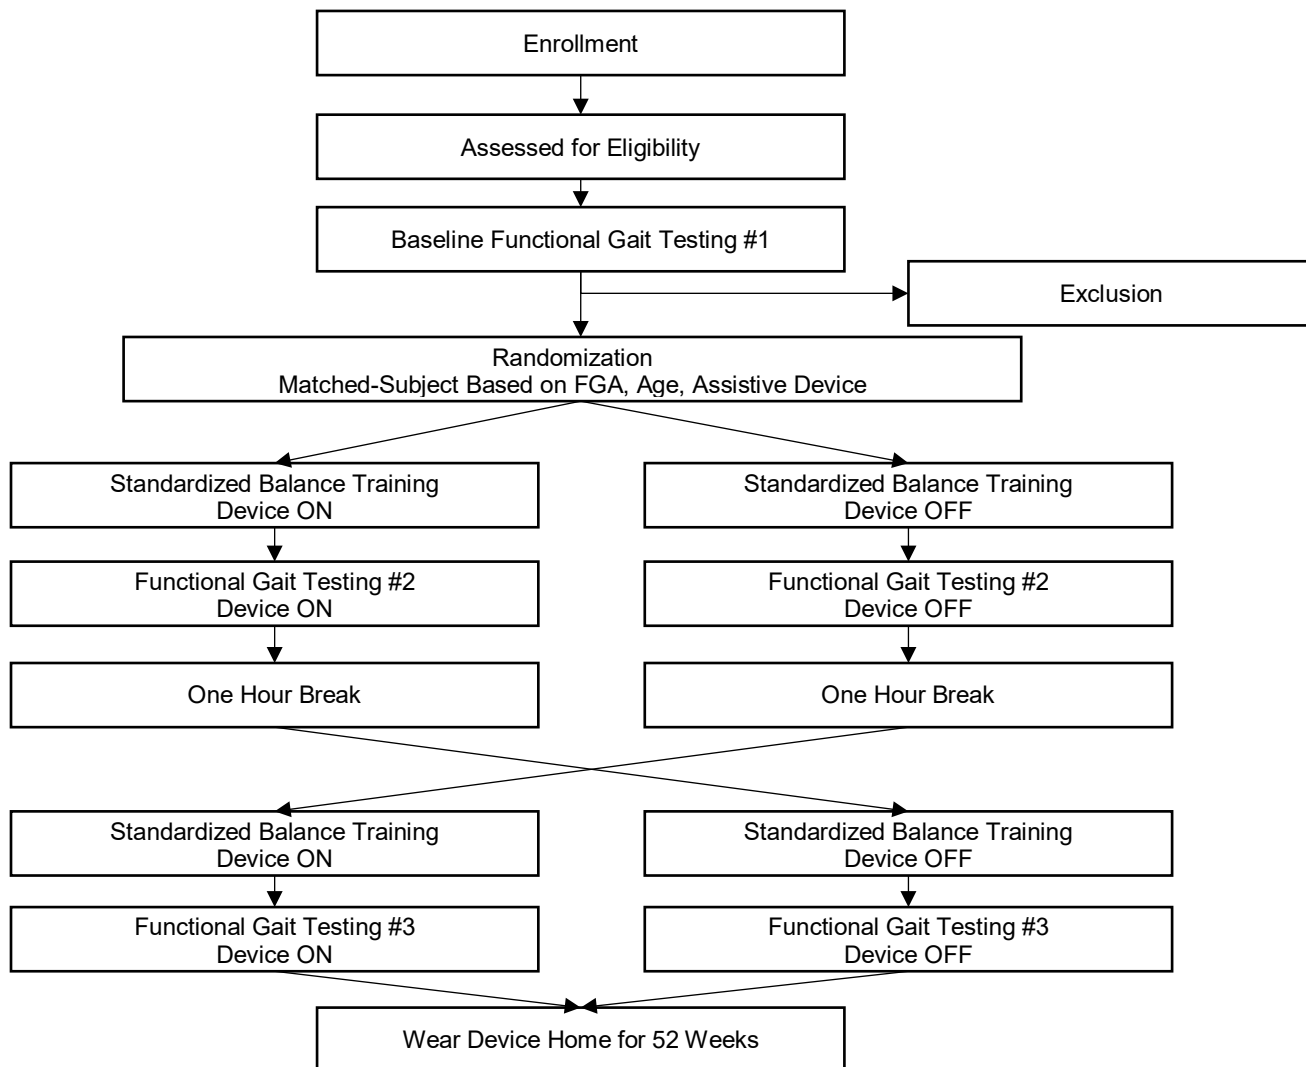 Enrollment
Assessed for Eligibility
Baseline Functional Gait Testing #1
Exclusion
Randomization
Matched-Subject Based on FGA, Age, Assistive Device
Standardized Balance Training
Device ON
Standardized Balance Training
Device OFF
Functional Gait Testing #2
Device ON
Functional Gait Testing #2
Device OFF
One Hour Break
One Hour Break
Standardized Balance Training
Device ON
Standardized Balance Training
Device OFF
Functional Gait Testing #3
Device ON
Functional Gait Testing #3
Device OFF
Wear Device Home for 52 Weeks